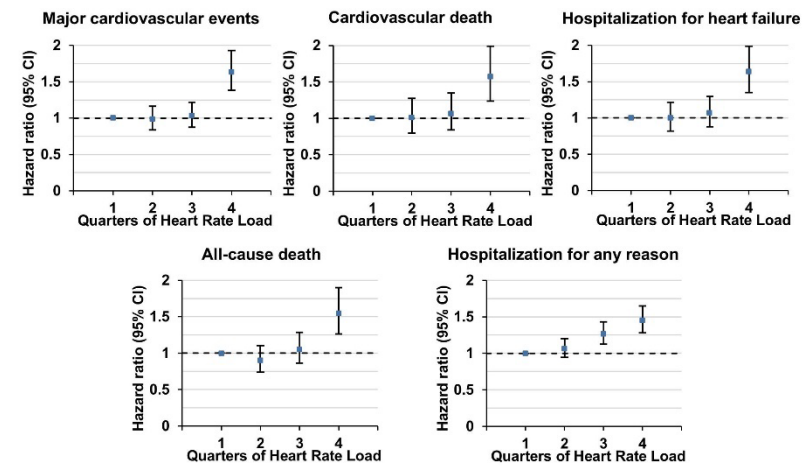 Major cardiovascular events
Hazard ratio (95% CI)
2
1.5
1
0.5
0
1 2 3 4
Quarters of Heart Rate Load
Cardiovascular death
Hazard ratio (95% CI)
2
1.5
1
0.5
0
1 2 3 4
Quarters of Heart Rate Load
Hospitalization for heart failure
Hazard ratio (95% CI)
2
1.5
1
0.5
0
1 2 3 4
Quarters of Heart Rate Load
All-cause death
Hazard ratio (95% CI)
2
1.5
1
0.5
0
1 2 3 4
Quarters of Heart Rate Load
Hospitalization for any reason
Hazard ratio (95% CI)
2
1.5
1
0.5
0
1 2 3 4
Quarters of Heart Rate Load